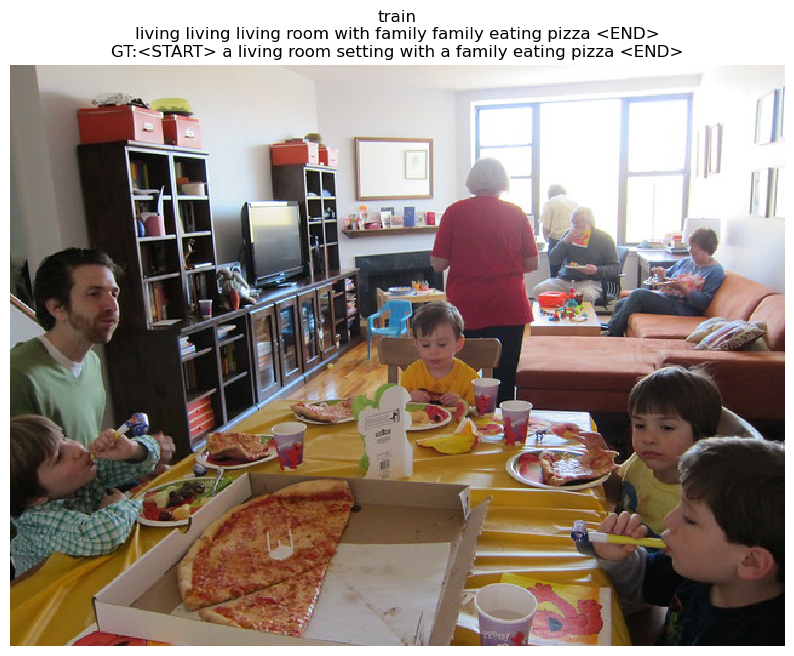 train
living living living room with family family eating pizza <END>
GT:<START> a living room setting with a family eating pizza <END>